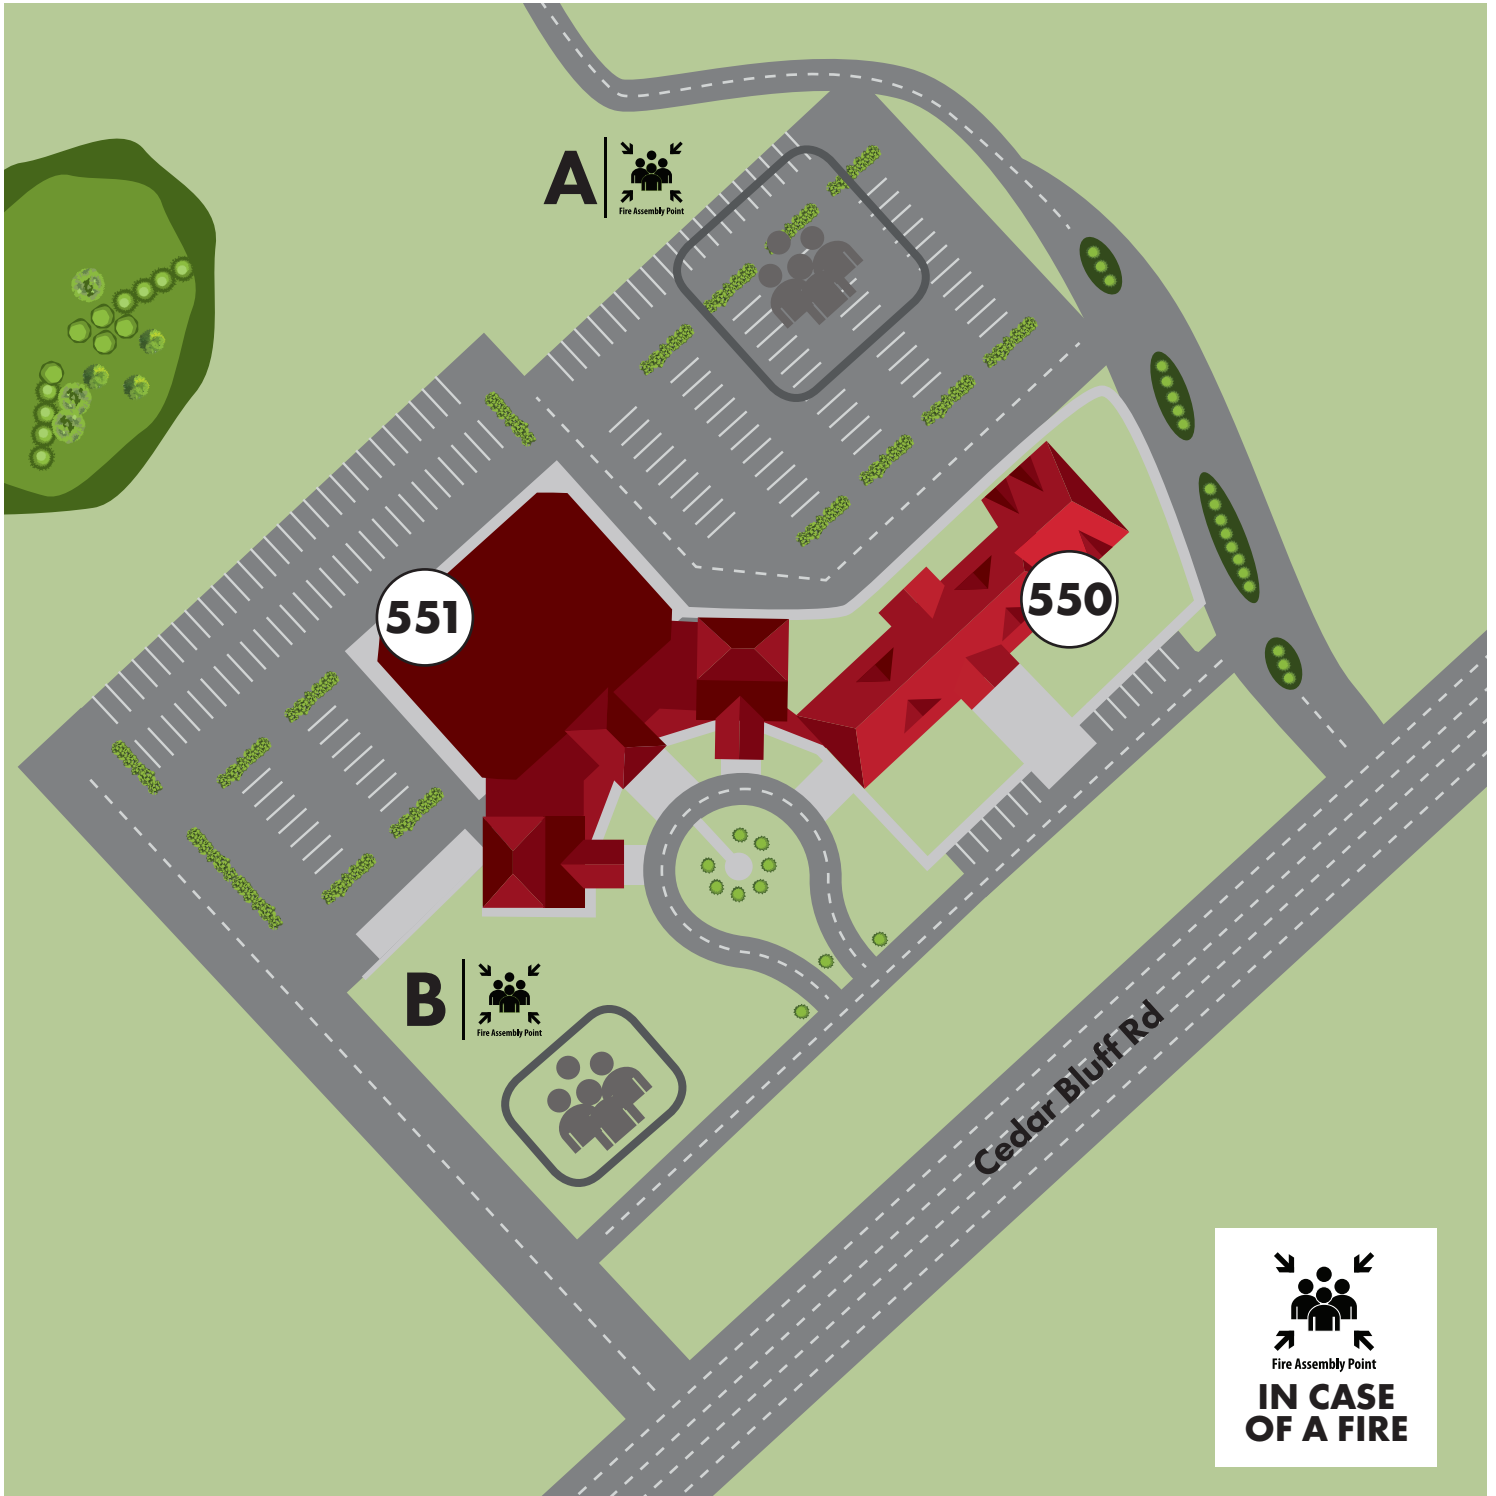 A
Fire Assembly Point
551
550
B
Fire Assembly Point
Cedar Bluff Rd
Fire Assembly Point
IN CASE
OF A FIRE